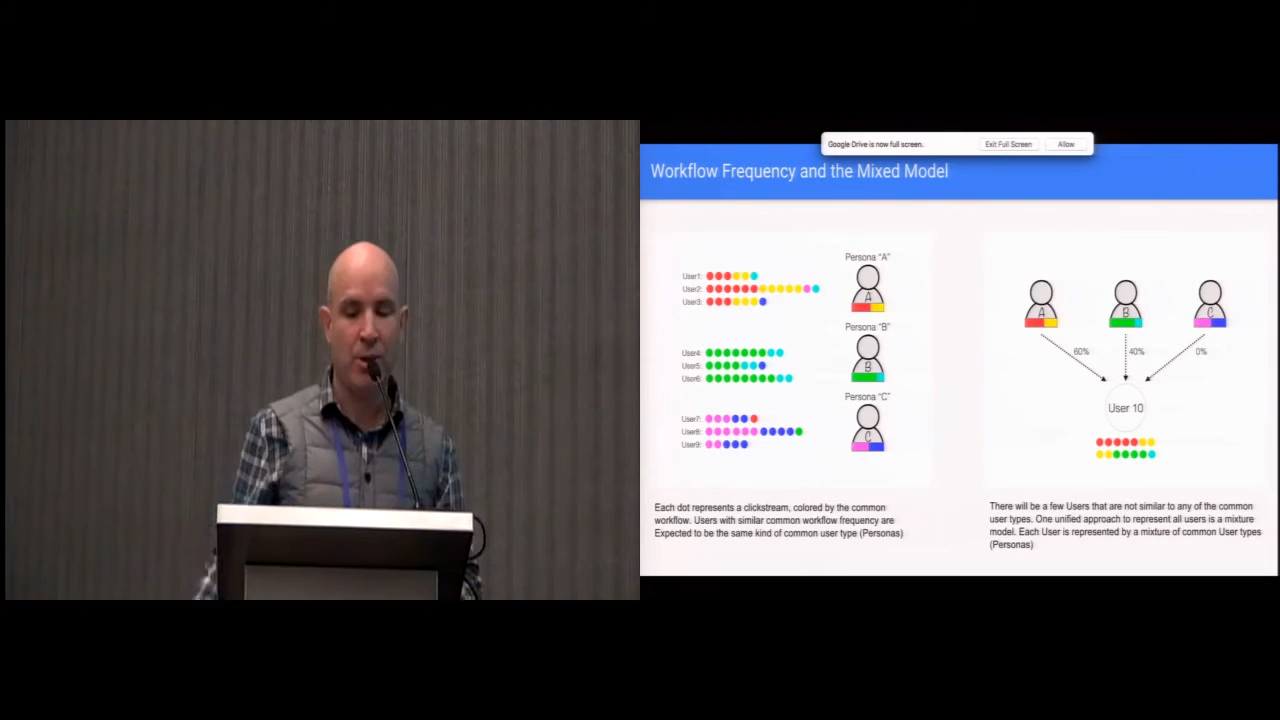 Google Drive is now full screen.
Exit Full Screen
Allow
Workflow Frequency and the Mixed Model
Persona "A"
User1:
User2:
User3:
A
Persona "B"
User4:
User5:
User6:
B
Persona "C"
User7:
User8:
User9:
C
Each dot represents a clickstream, colored by the common
workflow. Users with similar common workflow frequency are
Expected to be the same kind of common user type (Personas)
A
B
C
60%
40%
0%
User 10
There will be a few Users that are not similar to any of the common
user types. One unified approach to represent all users is a mixture
model. Each User is represented by a mixture of common User types
(Personas)